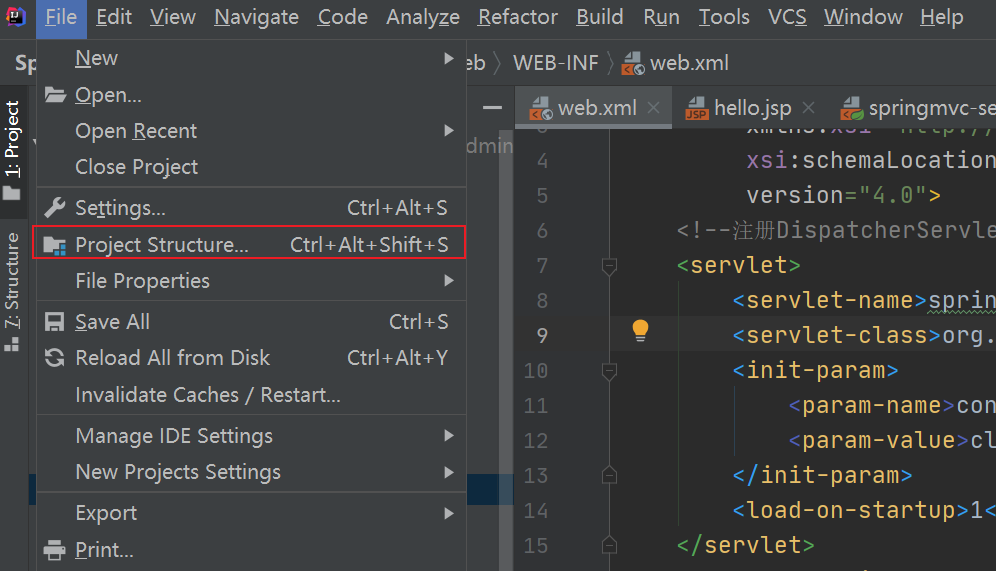 File Edit View Navigate Code Analyze Refactor Build Run Tools VCS Window Help
Sp
eb WEB-INF web.xml
1: Project
Z: Structure
New
Open...
Open Recent
Close Project
Settings... Ctrl+Alt+S
Project Structure... Ctrl+Alt+Shift+S
File Properties
Save All Ctrl+S
Reload All from Disk Ctrl+Alt+Y
Invalidate Caches / Restart...
Manage IDE Settings
New Projects Settings
Export
Print...
dmin
web.xml hello.jsp springmvc-se
4 xsi:schemaLocation
5 version="4.0">
6 <!--注册DispatcherServle
7 <servlet>
8 <servlet-name>sprin
9 <servlet-class>org.
10 <init-param>
11 <param-name>con
12 <param-value>cl
13 </init-param>
14 <load-on-startup>1<
15 </servlet>